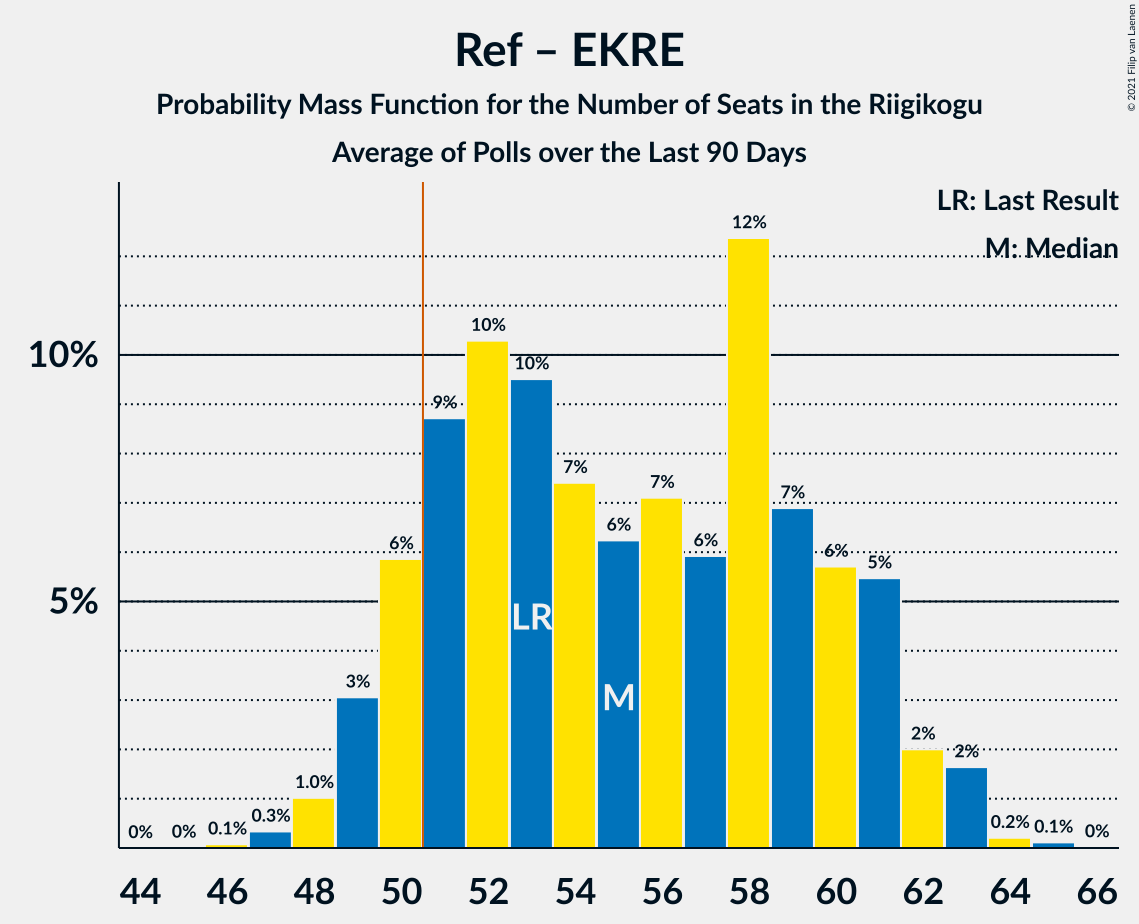 Ref – EKRE
Probability Mass Function for the Number of Seats in the Riigikogu
Average of Polls over the Last 90 Days
© 2021 Filip van Laenen
LR: Last Result
M: Median
10%
5%
0%
0%
0.1%
0.3%
1.0%
3%
6%
9%
10%
10%
7%
6%
7%
6%
12%
7%
6%
5%
2%
2%
0.2%
0.1%
0%
LR
M
44 46 48 50 52 54 56 58 60 62 64 66